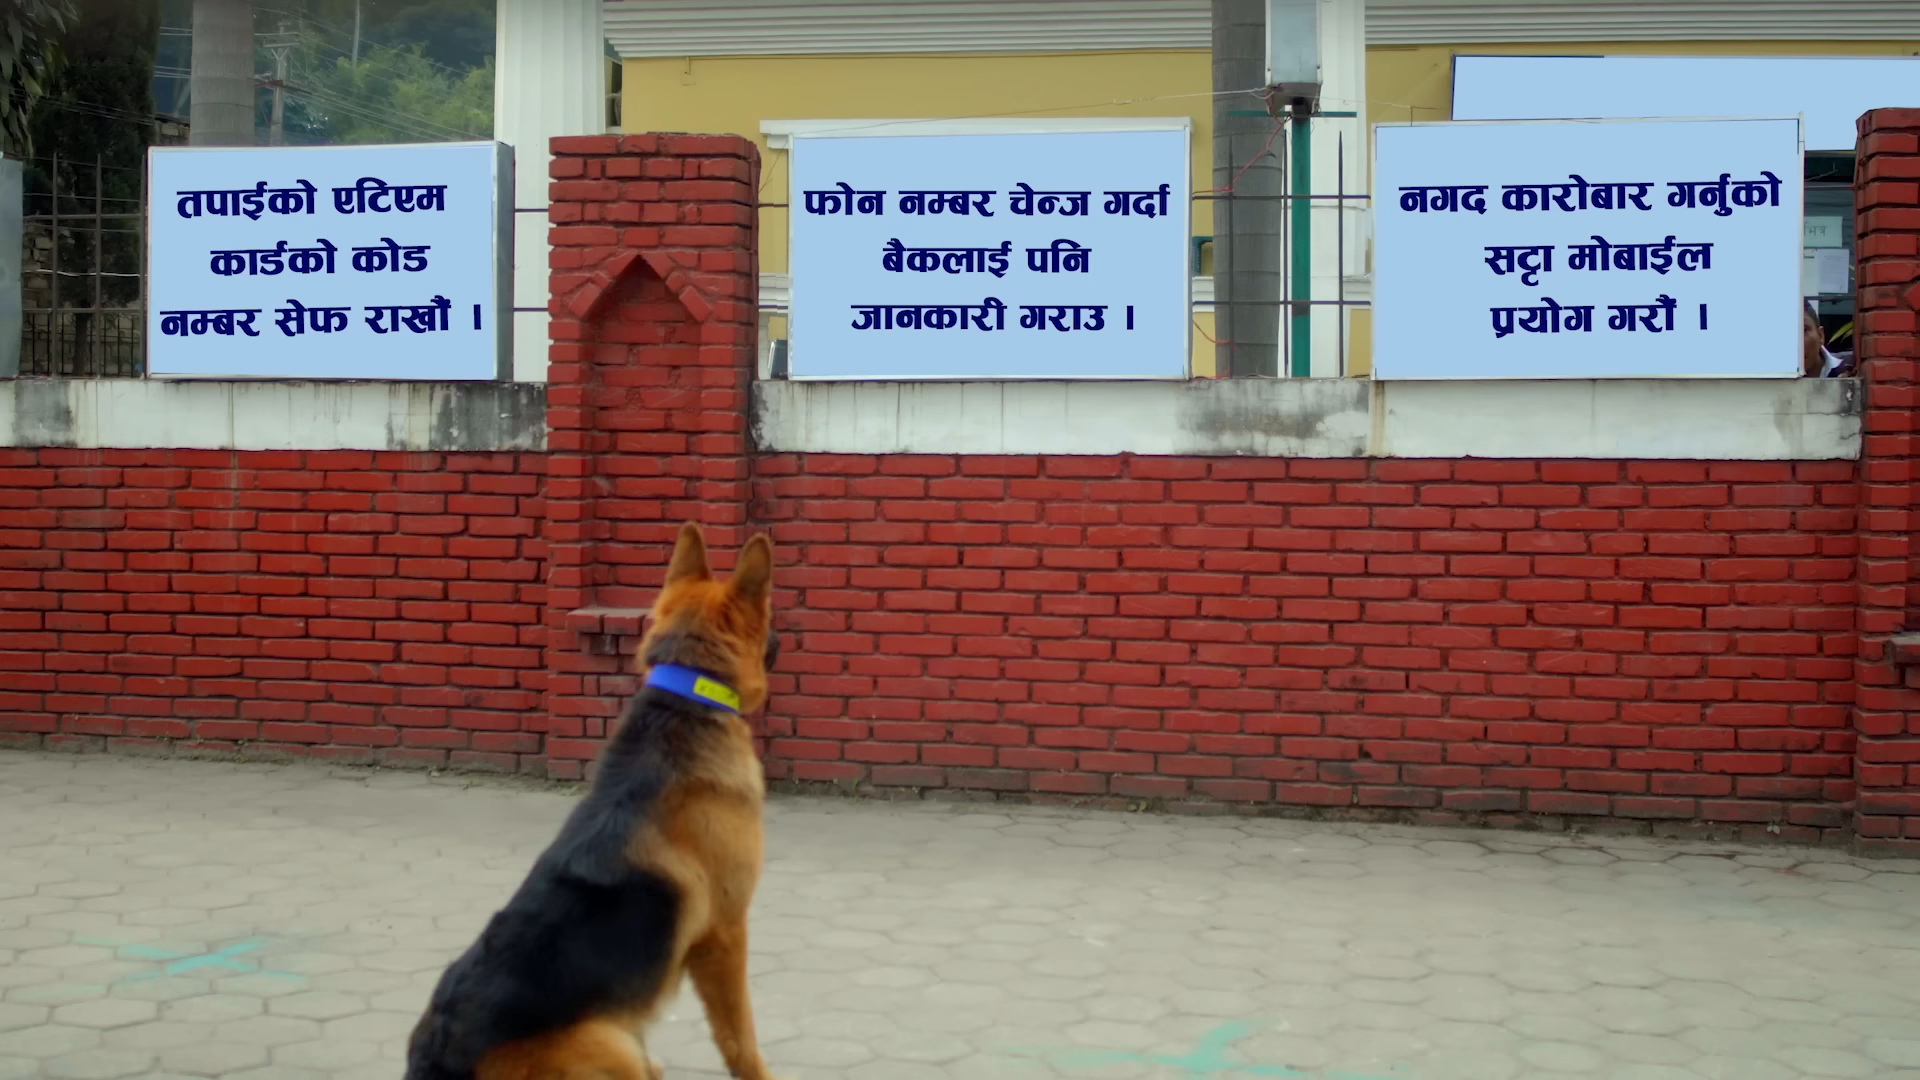 तपाईको एटिएम
कार्डको कोड
नम्बर सेफ राखौं ।
फोन नम्बर चेन्ज गर्दा
बैकलाई पनि
जानकारी गराउ ।
नगद कारोबार गर्नुको
सट्टा मोबाईल
प्रयोग गरौं ।